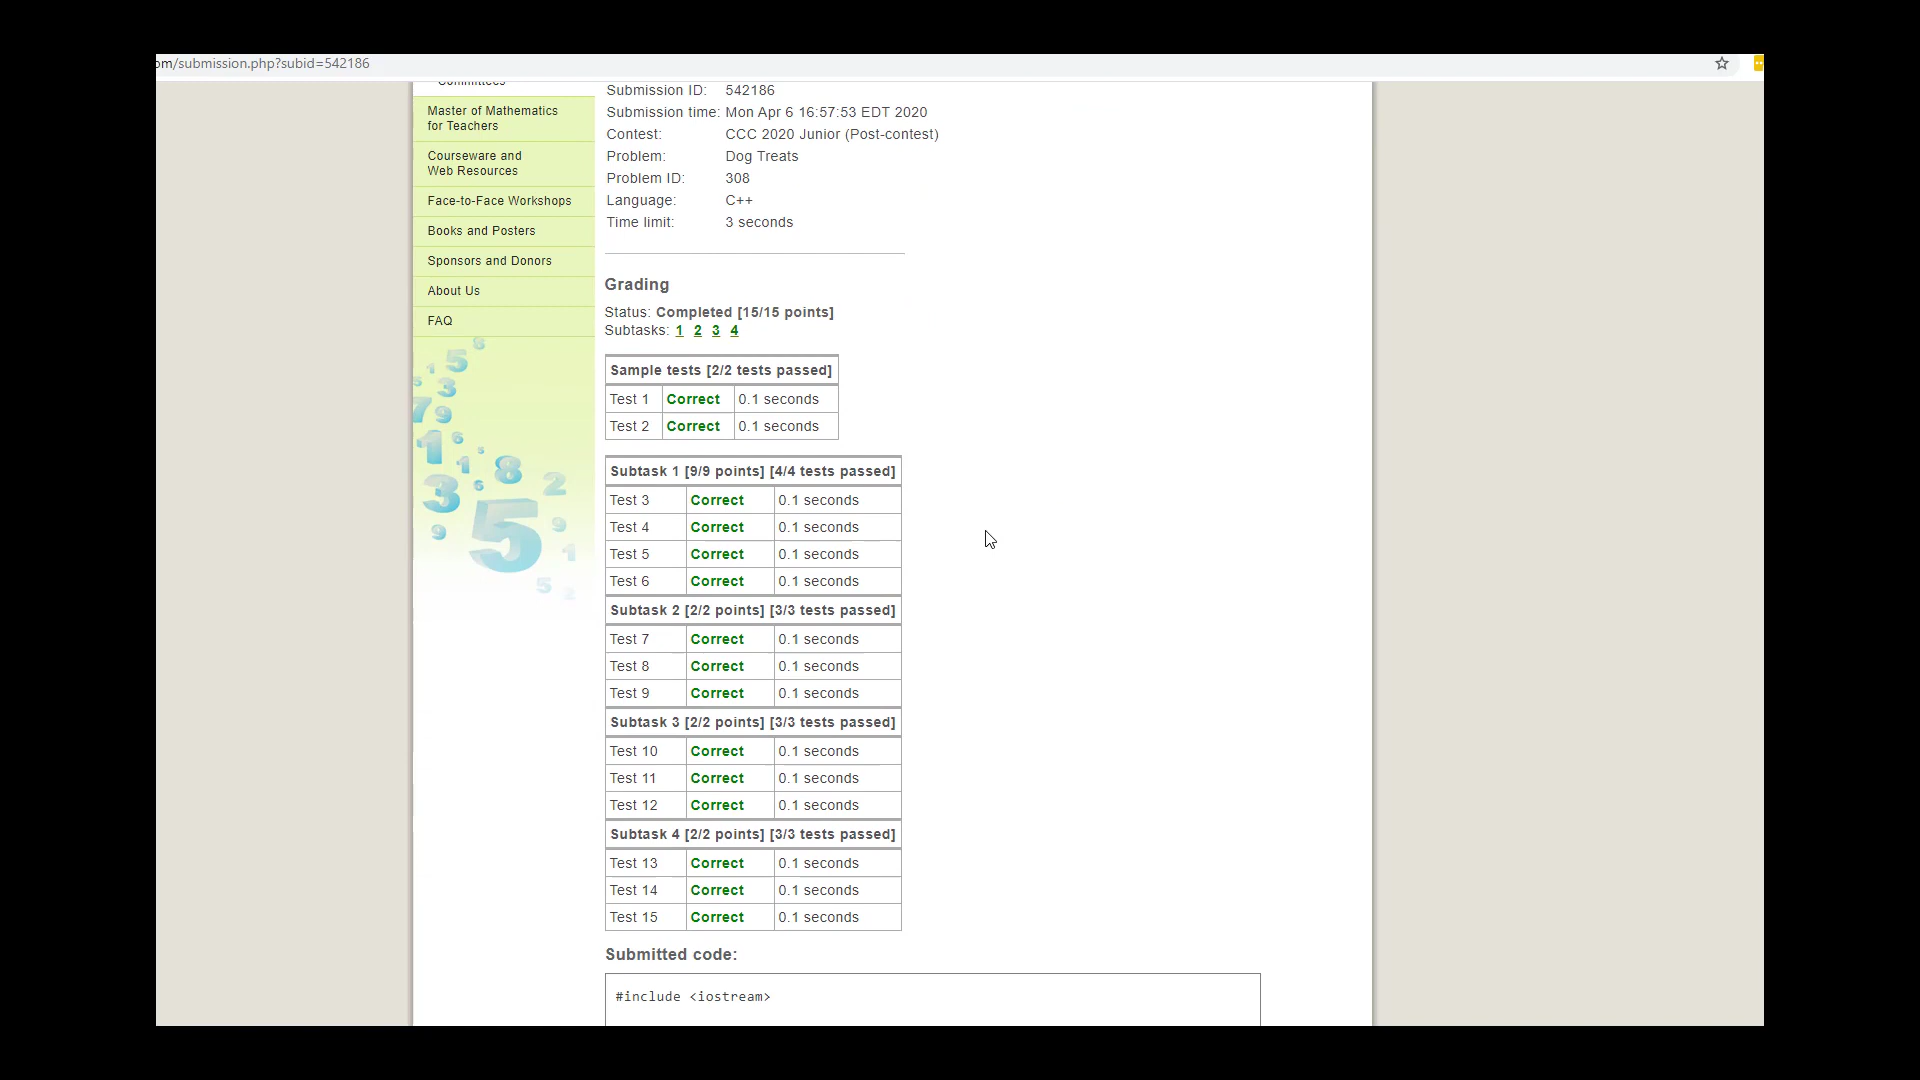 om/submission.php?subid=542186
Committees
Master of Mathematics
for Teachers
Courseware and
Web Resources
Face-to-Face Workshops
Books and Posters
Sponsors and Donors
About Us
FAQ
Submission ID: 542186
Submission time: Mon Apr 6 16:57:53 EDT 2020
Contest: CCC 2020 Junior (Post-contest)
Problem: Dog Treats
Problem ID: 308
Language: C++
Time limit: 3 seconds
Grading
Status: Completed [15/15 points]
Subtasks: 1 2 3 4
Sample tests [2/2 tests passed]
Test 1 Correct 0.1 seconds
Test 2 Correct 0.1 seconds
Subtask 1 [9/9 points] [4/4 tests passed]
Test 3 Correct 0.1 seconds
Test 4 Correct 0.1 seconds
Test 5 Correct 0.1 seconds
Test 6 Correct 0.1 seconds
Subtask 2 [2/2 points] [3/3 tests passed]
Test 7 Correct 0.1 seconds
Test 8 Correct 0.1 seconds
Test 9 Correct 0.1 seconds
Subtask 3 [2/2 points] [3/3 tests passed]
Test 10 Correct 0.1 seconds
Test 11 Correct 0.1 seconds
Test 12 Correct 0.1 seconds
Subtask 4 [2/2 points] [3/3 tests passed]
Test 13 Correct 0.1 seconds
Test 14 Correct 0.1 seconds
Test 15 Correct 0.1 seconds
Submitted code:
#include <iostream>